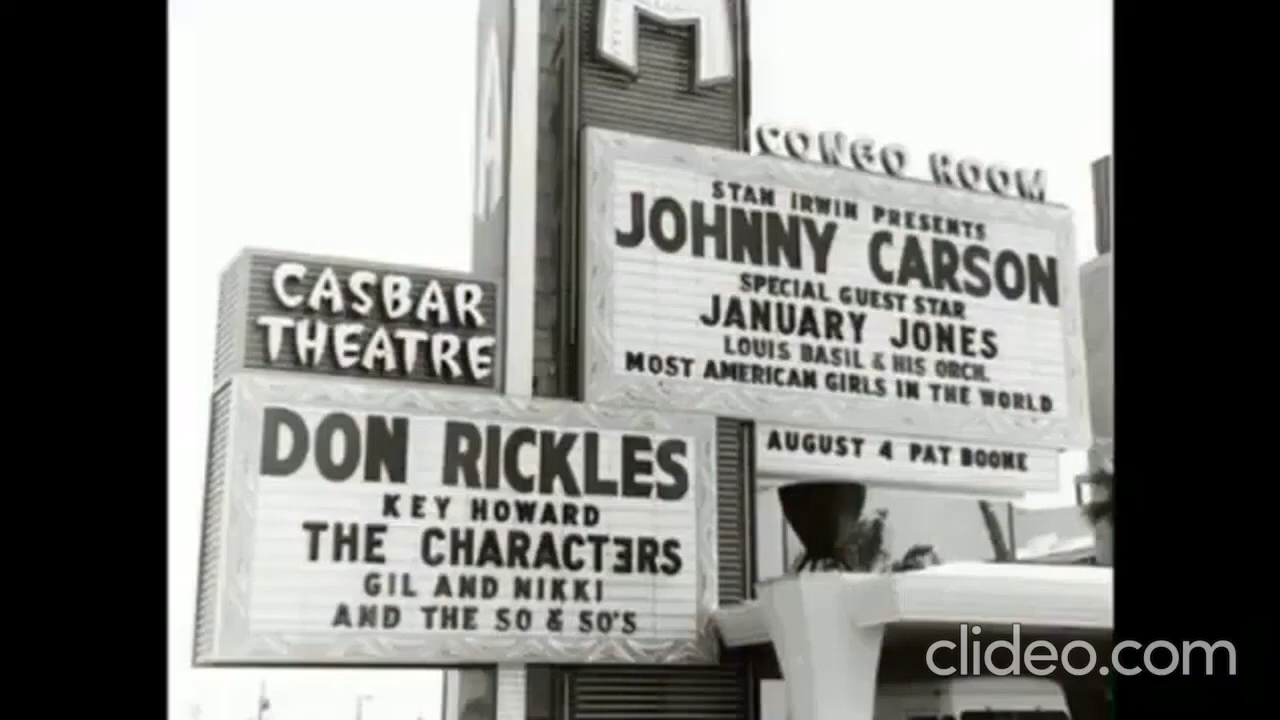 A
M
CONGO ROOM
STAN IRWIN PRESENTS
JOHNNY CARSON
SPECIAL GUEST STAR
JANUARY JONES
LOUIS BASIL & HIS ORCH.
MOST AMERICAN GIRLS IN THE WORLD
AUGUST 4 PAT BOONE
CASBAR
THEATRE
DON RICKLES
KEY HOWARD
THE CHARACTƎRS
GIL AND NIKKI
AND THE SO & SO'S
clideo.com